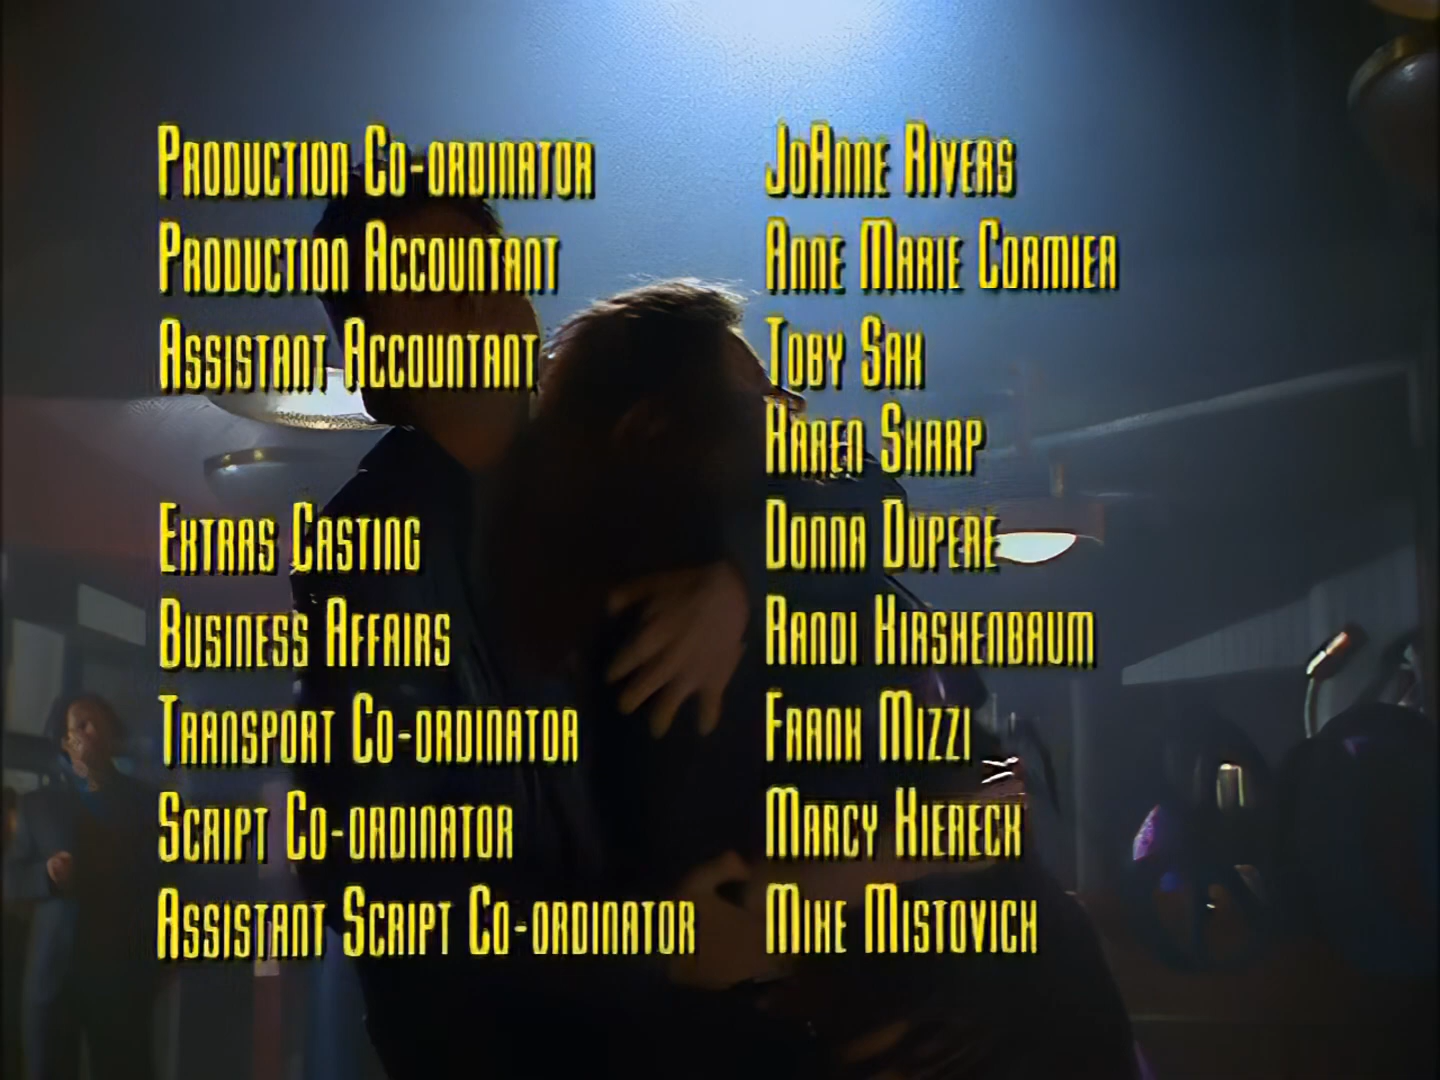 Production Co-ordinator JoAnne Rivers
Production Accountant Anne Marie Cormier
Assistant Accountant Toby Sax
Karen Sharp
Extras Casting Donna Dupere
Business Affairs Randi Kirshenbaum
Transport Co-ordinator Frank Mizzi
Script Co-ordinator Marcy Kiereck
Assistant Script Co-ordinator Mike Mistovich